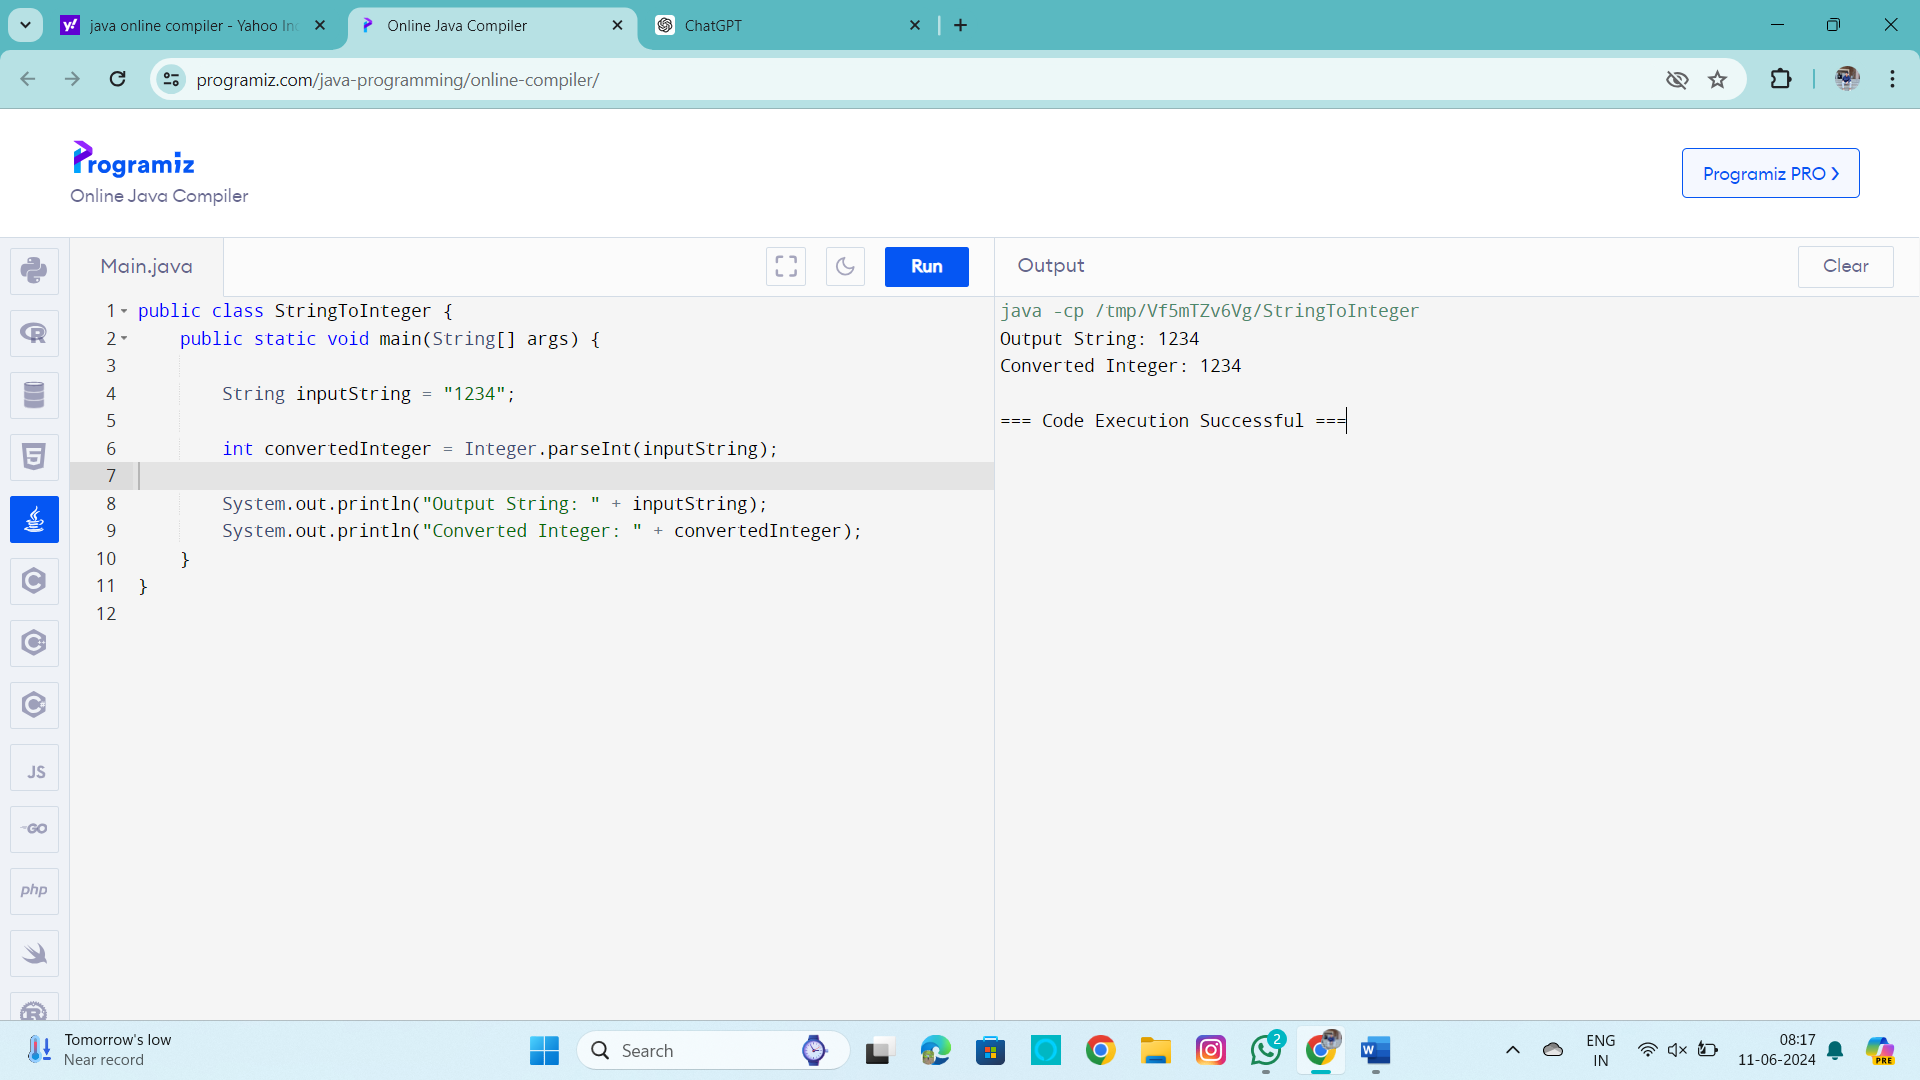 java online compiler - Yahoo In
Online Java Compiler
ChatGPT
programiz.com/java-programming/online-compiler/
Programiz
Online Java Compiler
Programiz PRO
Main.java
Run
Output
Clear
1 public class StringToInteger {
2 public static void main(String[] args) {
3
4 String inputString = "1234";
5
6 int convertedInteger = Integer.parseInt(inputString);
7
8 System.out.println("Output String: " + inputString);
9 System.out.println("Converted Integer: " + convertedInteger);
10 }
11 }
12
java -cp /tmp/Vf5mTZv6Vg/StringToInteger
Output String: 1234
Converted Integer: 1234
=== Code Execution Successful ===
JS
GO
php
Tomorrow's low
Near record
Search
2
W
PRE
ENG
IN
08:17
11-06-2024